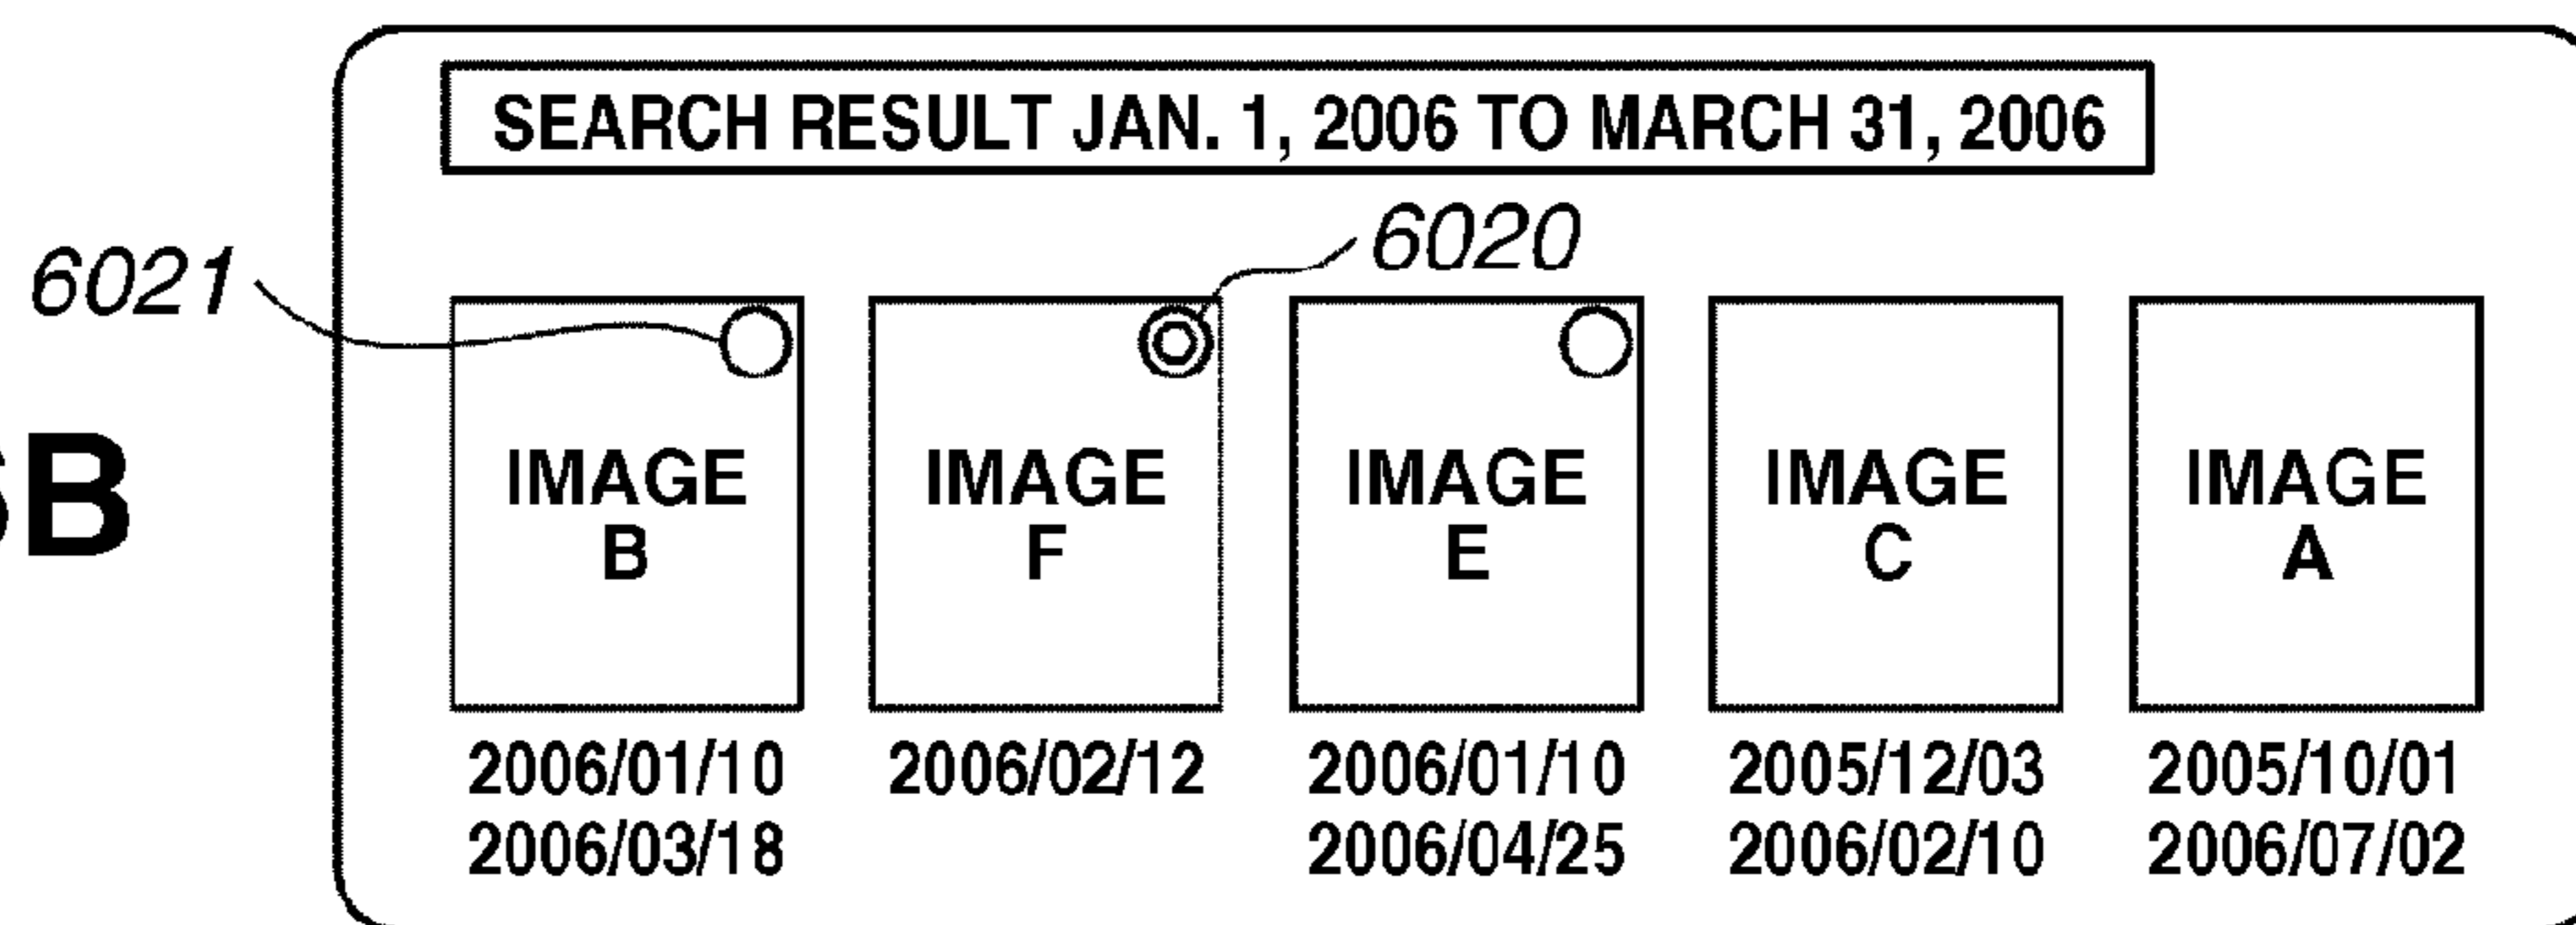 SEARCH RESULT JAN. 1, 2006 TO MARCH 31, 2006
6021
6020
IMAGE B
IMAGE F
IMAGE E
IMAGE C
IMAGE A
6B
2006/01/10 2006/02/12 2006/01/10 2005/12/03 2005/10/01
2006/03/18 2006/04/25 2006/02/10 2006/07/02